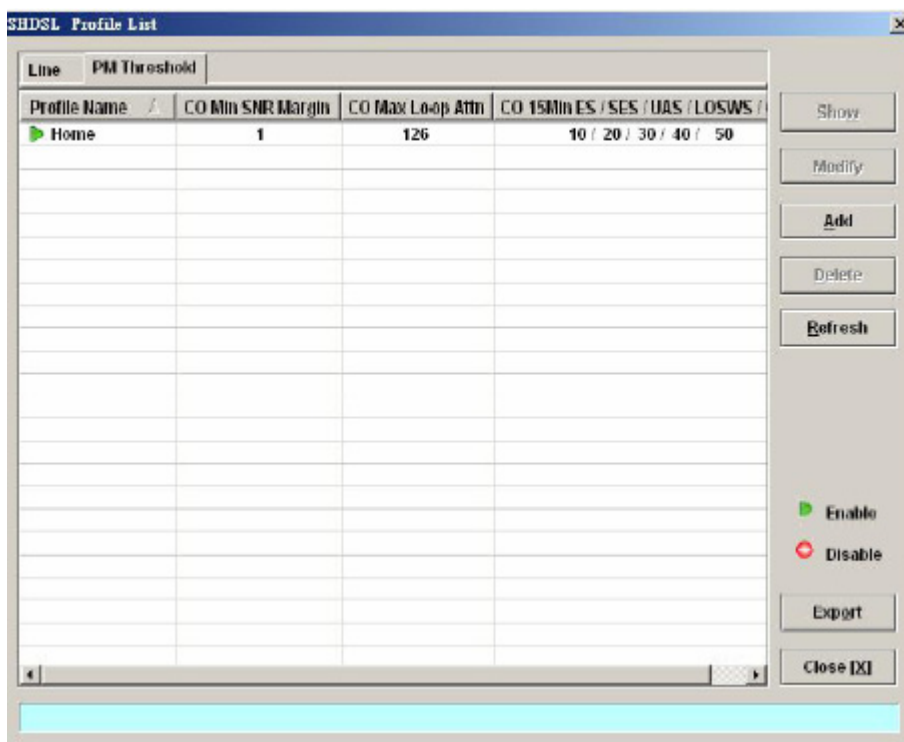 SHDSL Profile List
Line PM Threshold
Profile Name CO Min SNR Margin CO Max Loop Attn CO 15Min ES / SES / UAS / LOSWS /
Home 1 126 10 / 20 / 30 / 40 / 50
Show
Modify
Add
Delete
Refresh
Enable
Disable
Export
Close [X]